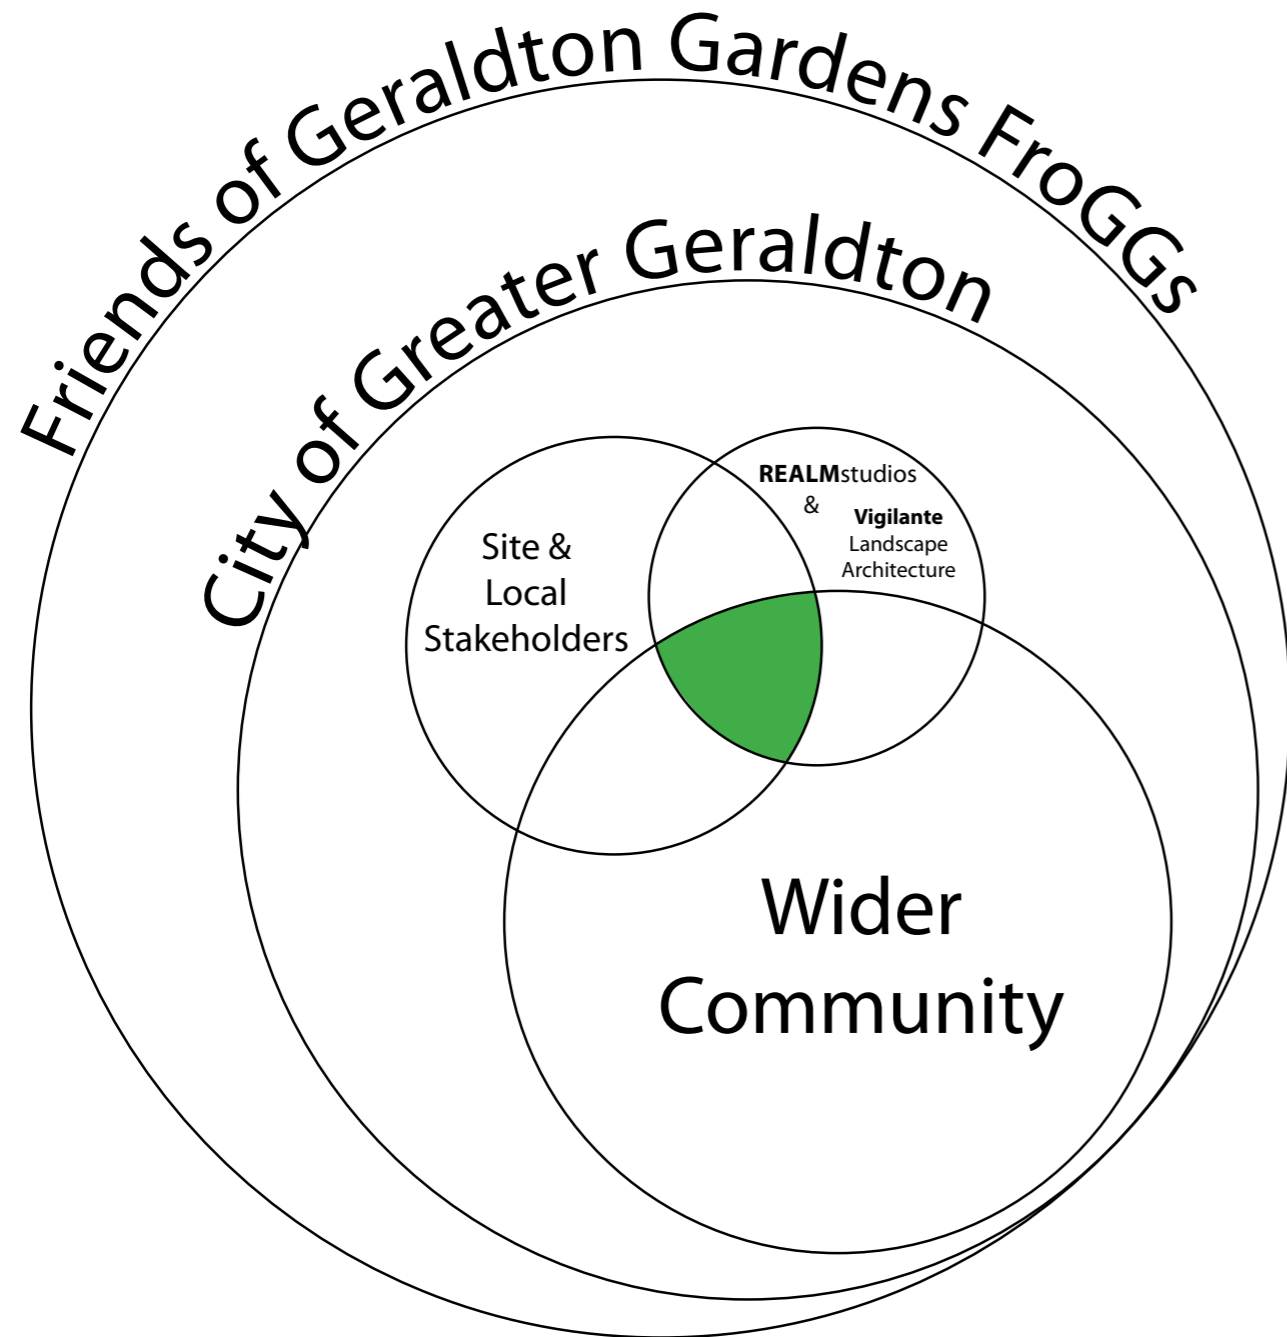 Friends of Geraldton Gardens FroGGs
City of Greater Geraldton
REALMstudios
&
Vigilante
Landscape
Architecture
Site &
Local
Stakeholders
Wider
Community